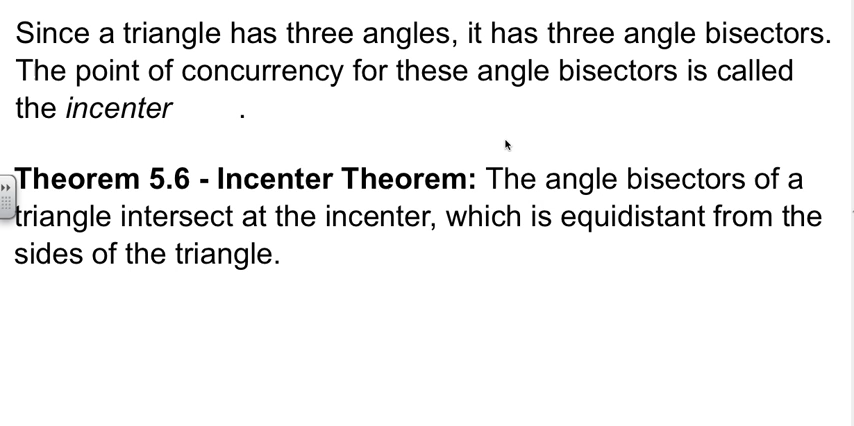 Since a triangle has three angles, it has three angle bisectors.
The point of concurrency for these angle bisectors is called
the incenter .
Theorem 5.6 - Incenter Theorem: The angle bisectors of a
triangle intersect at the incenter, which is equidistant from the
sides of the triangle.